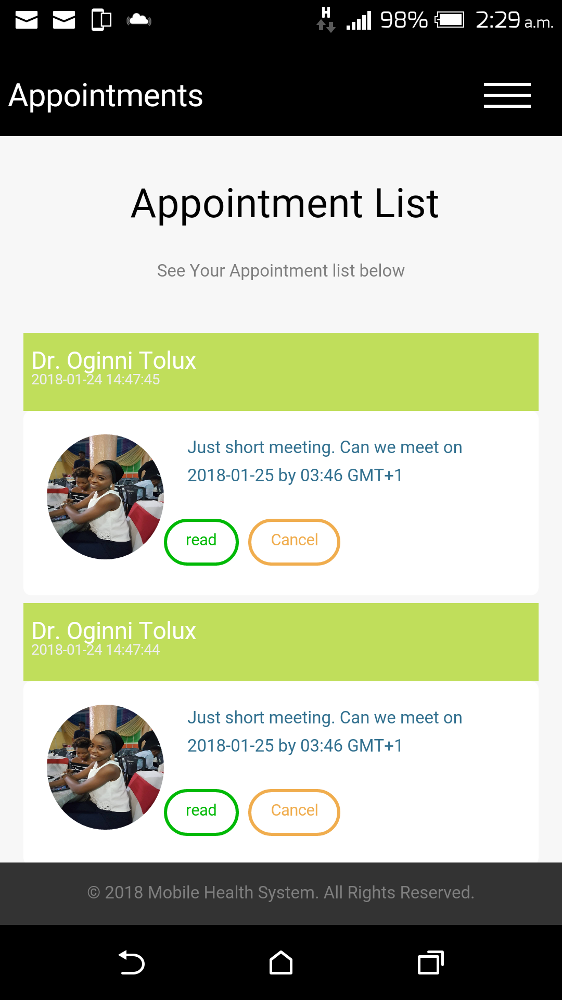 H
98%
2:29 a.m.
Appointments
Appointment List
See Your Appointment list below
Dr. Oginni Tolux
2018-01-24 14:47:45
Just short meeting. Can we meet on
2018-01-25 by 03:46 GMT+1
read
Cancel
Dr. Oginni Tolux
2018-01-24 14:47:44
Just short meeting. Can we meet on
2018-01-25 by 03:46 GMT+1
read
Cancel
© 2018 Mobile Health System. All Rights Reserved.